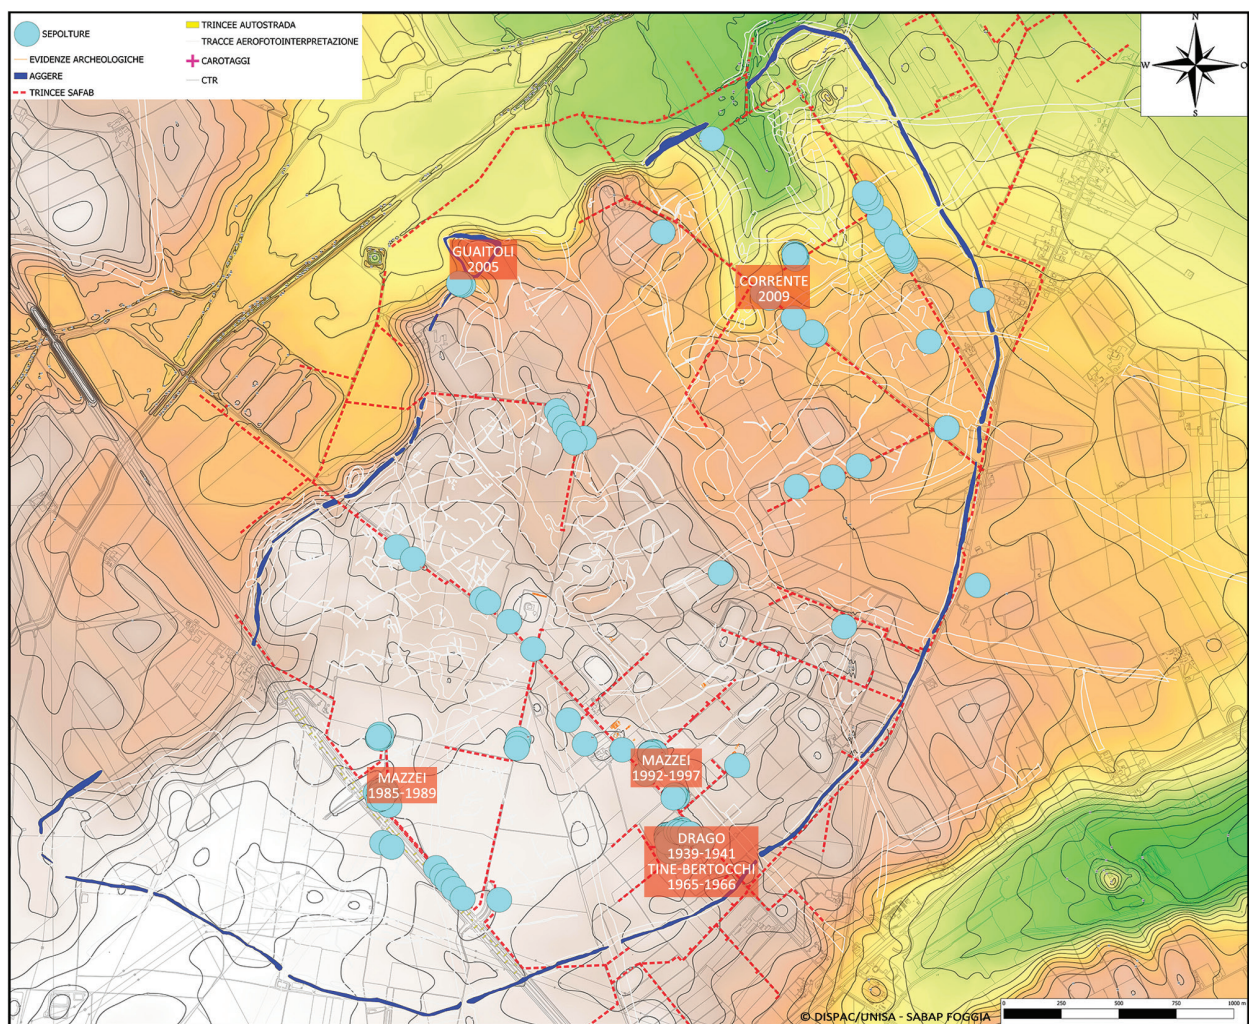 SEPOLTURE
EVIDENZE ARCHEOLOGICHE
AGGERE
TRINCEE SAFAB
TRINCEE AUTOSTRADA
TRACCE AEROFOTOINTERPRETAZIONE
CAROTAGGI
CTR
N
W
O
S
GUAITOLI
2005
CORRENTE
2009
MAZZEI
1992-1997
MAZZEI
1985-1989
DRAGO
1939-1941
TINE-BERTOCCHI
1965-1966
0 250 500 750 1000 m
© DISPAC/UNISA - SABAP FOGGIA